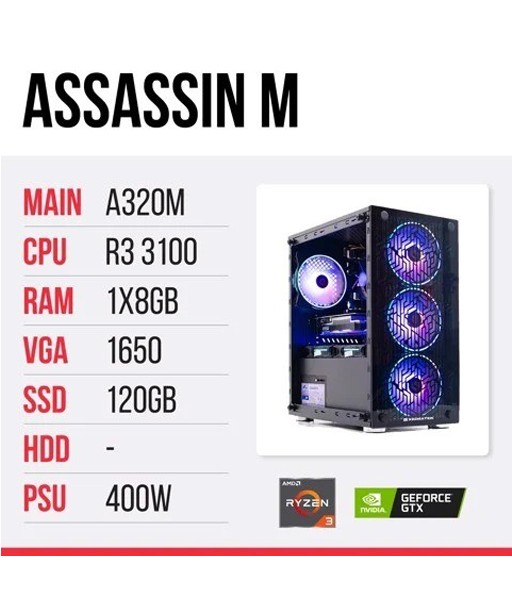 ASSASSIN M
MAIN A320M
CPU R3 3100
RAM 1X8GB
VGA 1650
SSD 120GB
HDD -
PSU 400W
AMD
RYZEN
3
NVIDIA.
GEFORCE
GTX